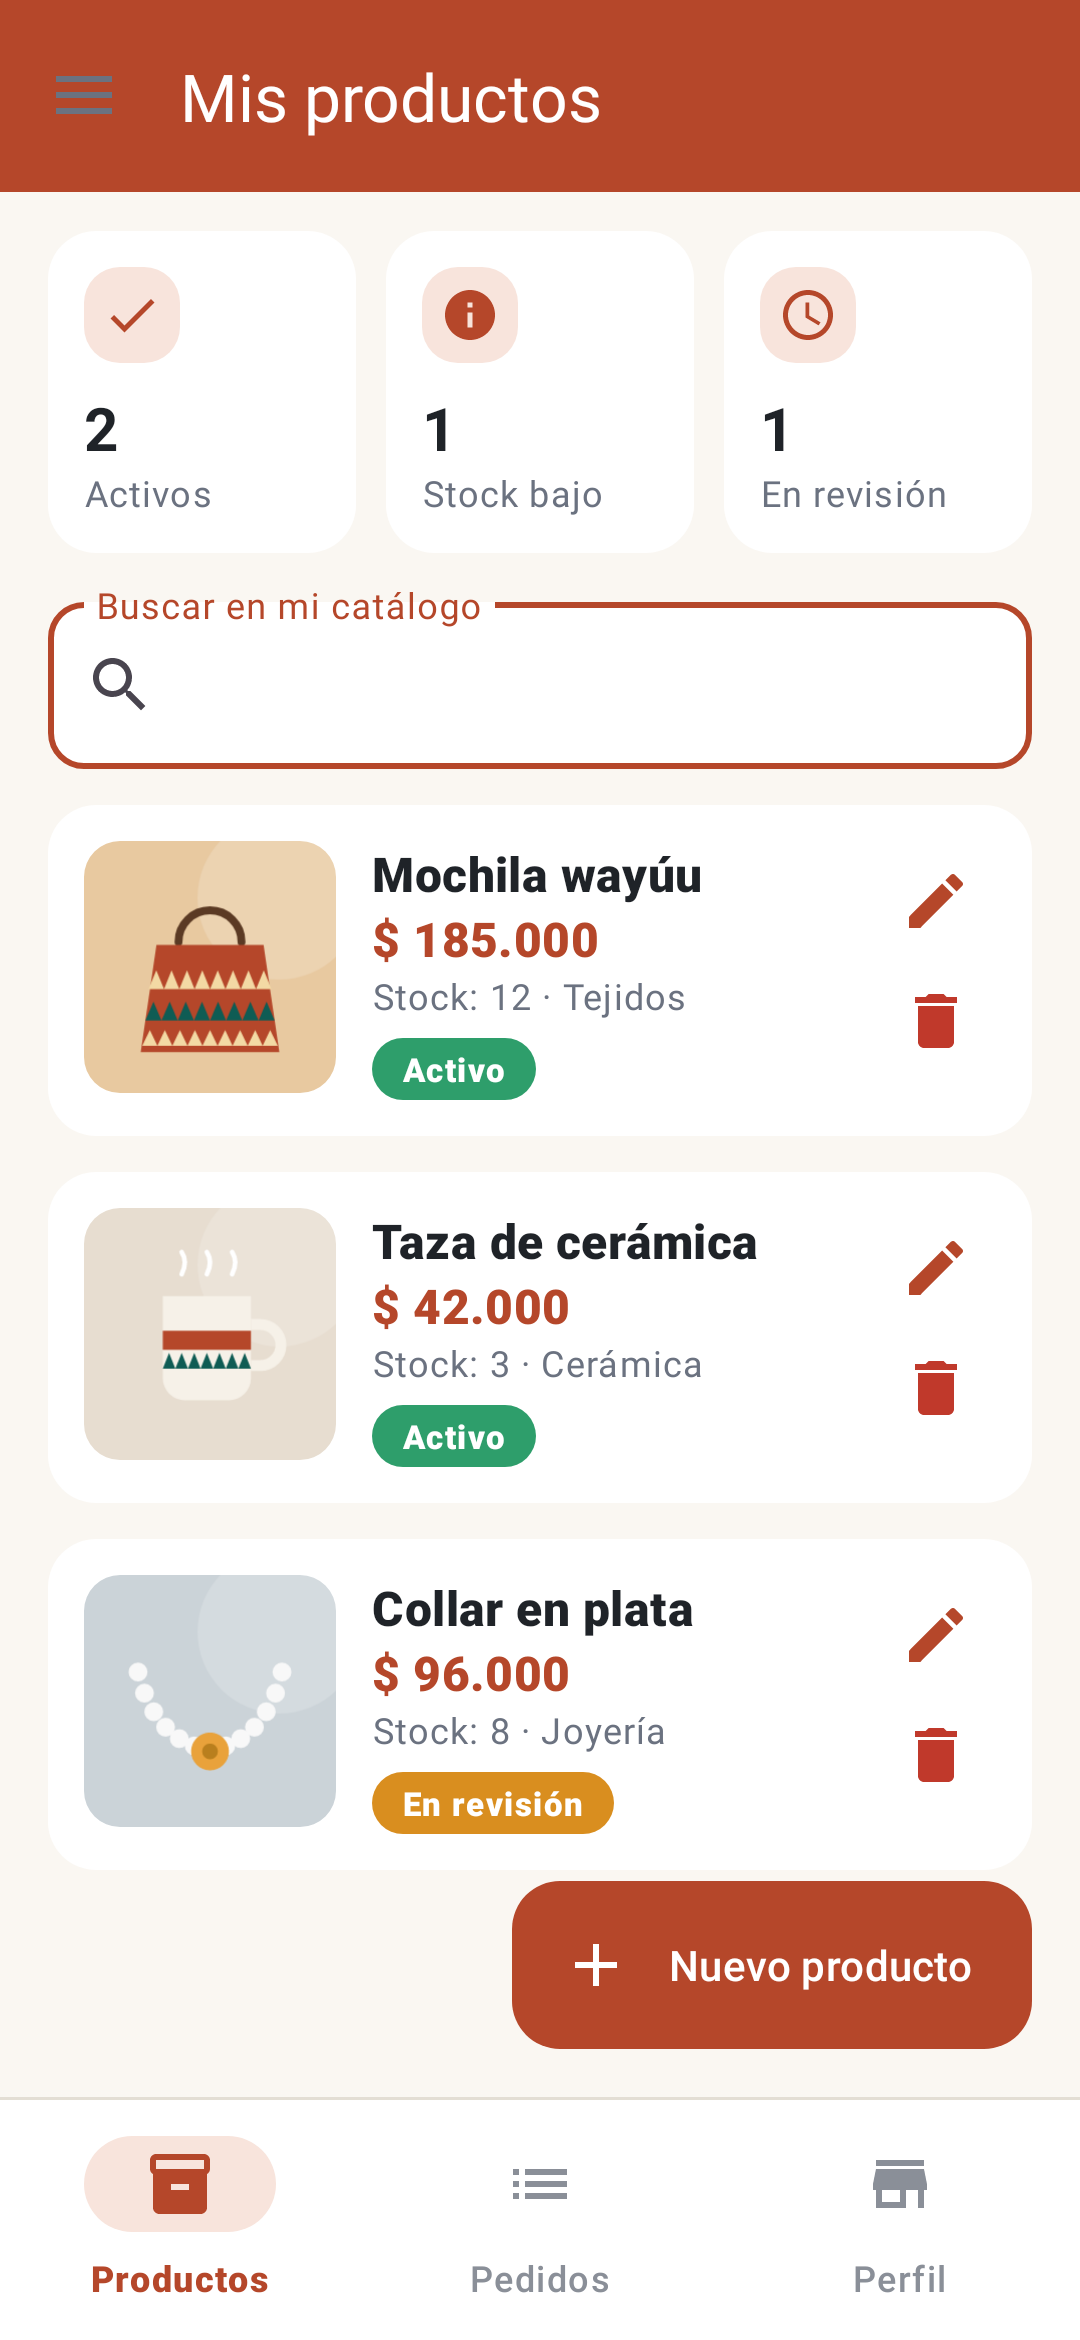 Mis productos
2
Activos
1
Stock bajo
1
En revisión
Buscar en mi catálogo
Mochila wayúu
$ 185.000
Stock: 12 · Tejidos
Activo
Taza de cerámica
$ 42.000
Stock: 3 · Cerámica
Activo
Collar en plata
$ 96.000
Stock: 8 · Joyería
En revisión
Nuevo producto
Productos
Pedidos
Perfil